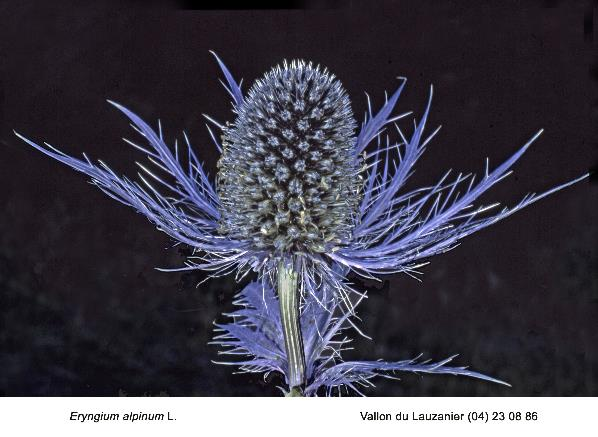 Eryngium alpinum L. Vallon du Lauzanier (04) 23 08 86